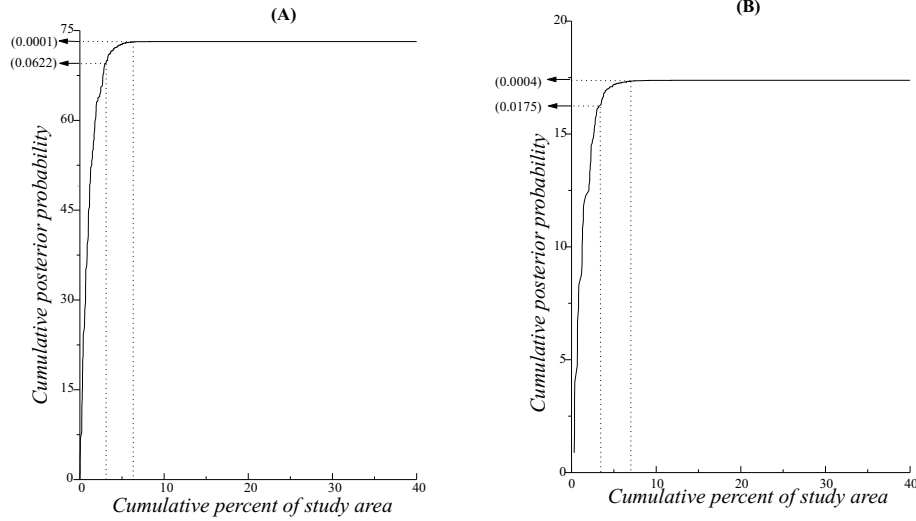 (A)
75
(0.0001)
(0.0622)
60
45
30
15
0
Cumulative posterior probability
0 10 20 30 40
Cumulative percent of study area
(B)
20
(0.0004)
(0.0175)
15
10
5
0
Cumulative posterior probability
0 10 20 30 40
Cumulative percent of study area